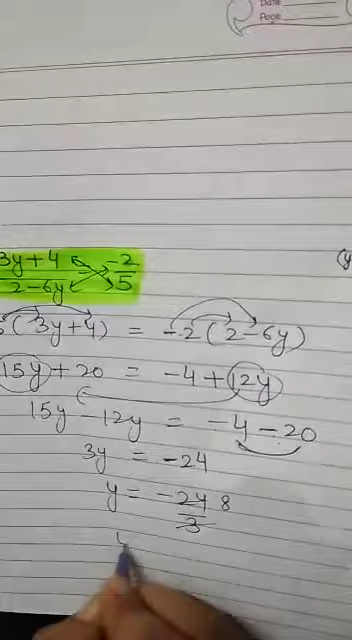 Date
Page
3y+4 / 2-6y = -2/5
5(3y+4) = -2(2-6y)
(y
15y+20 = -4+12y
15y-12y = -4-20
3y = -24
y = -24/3 8